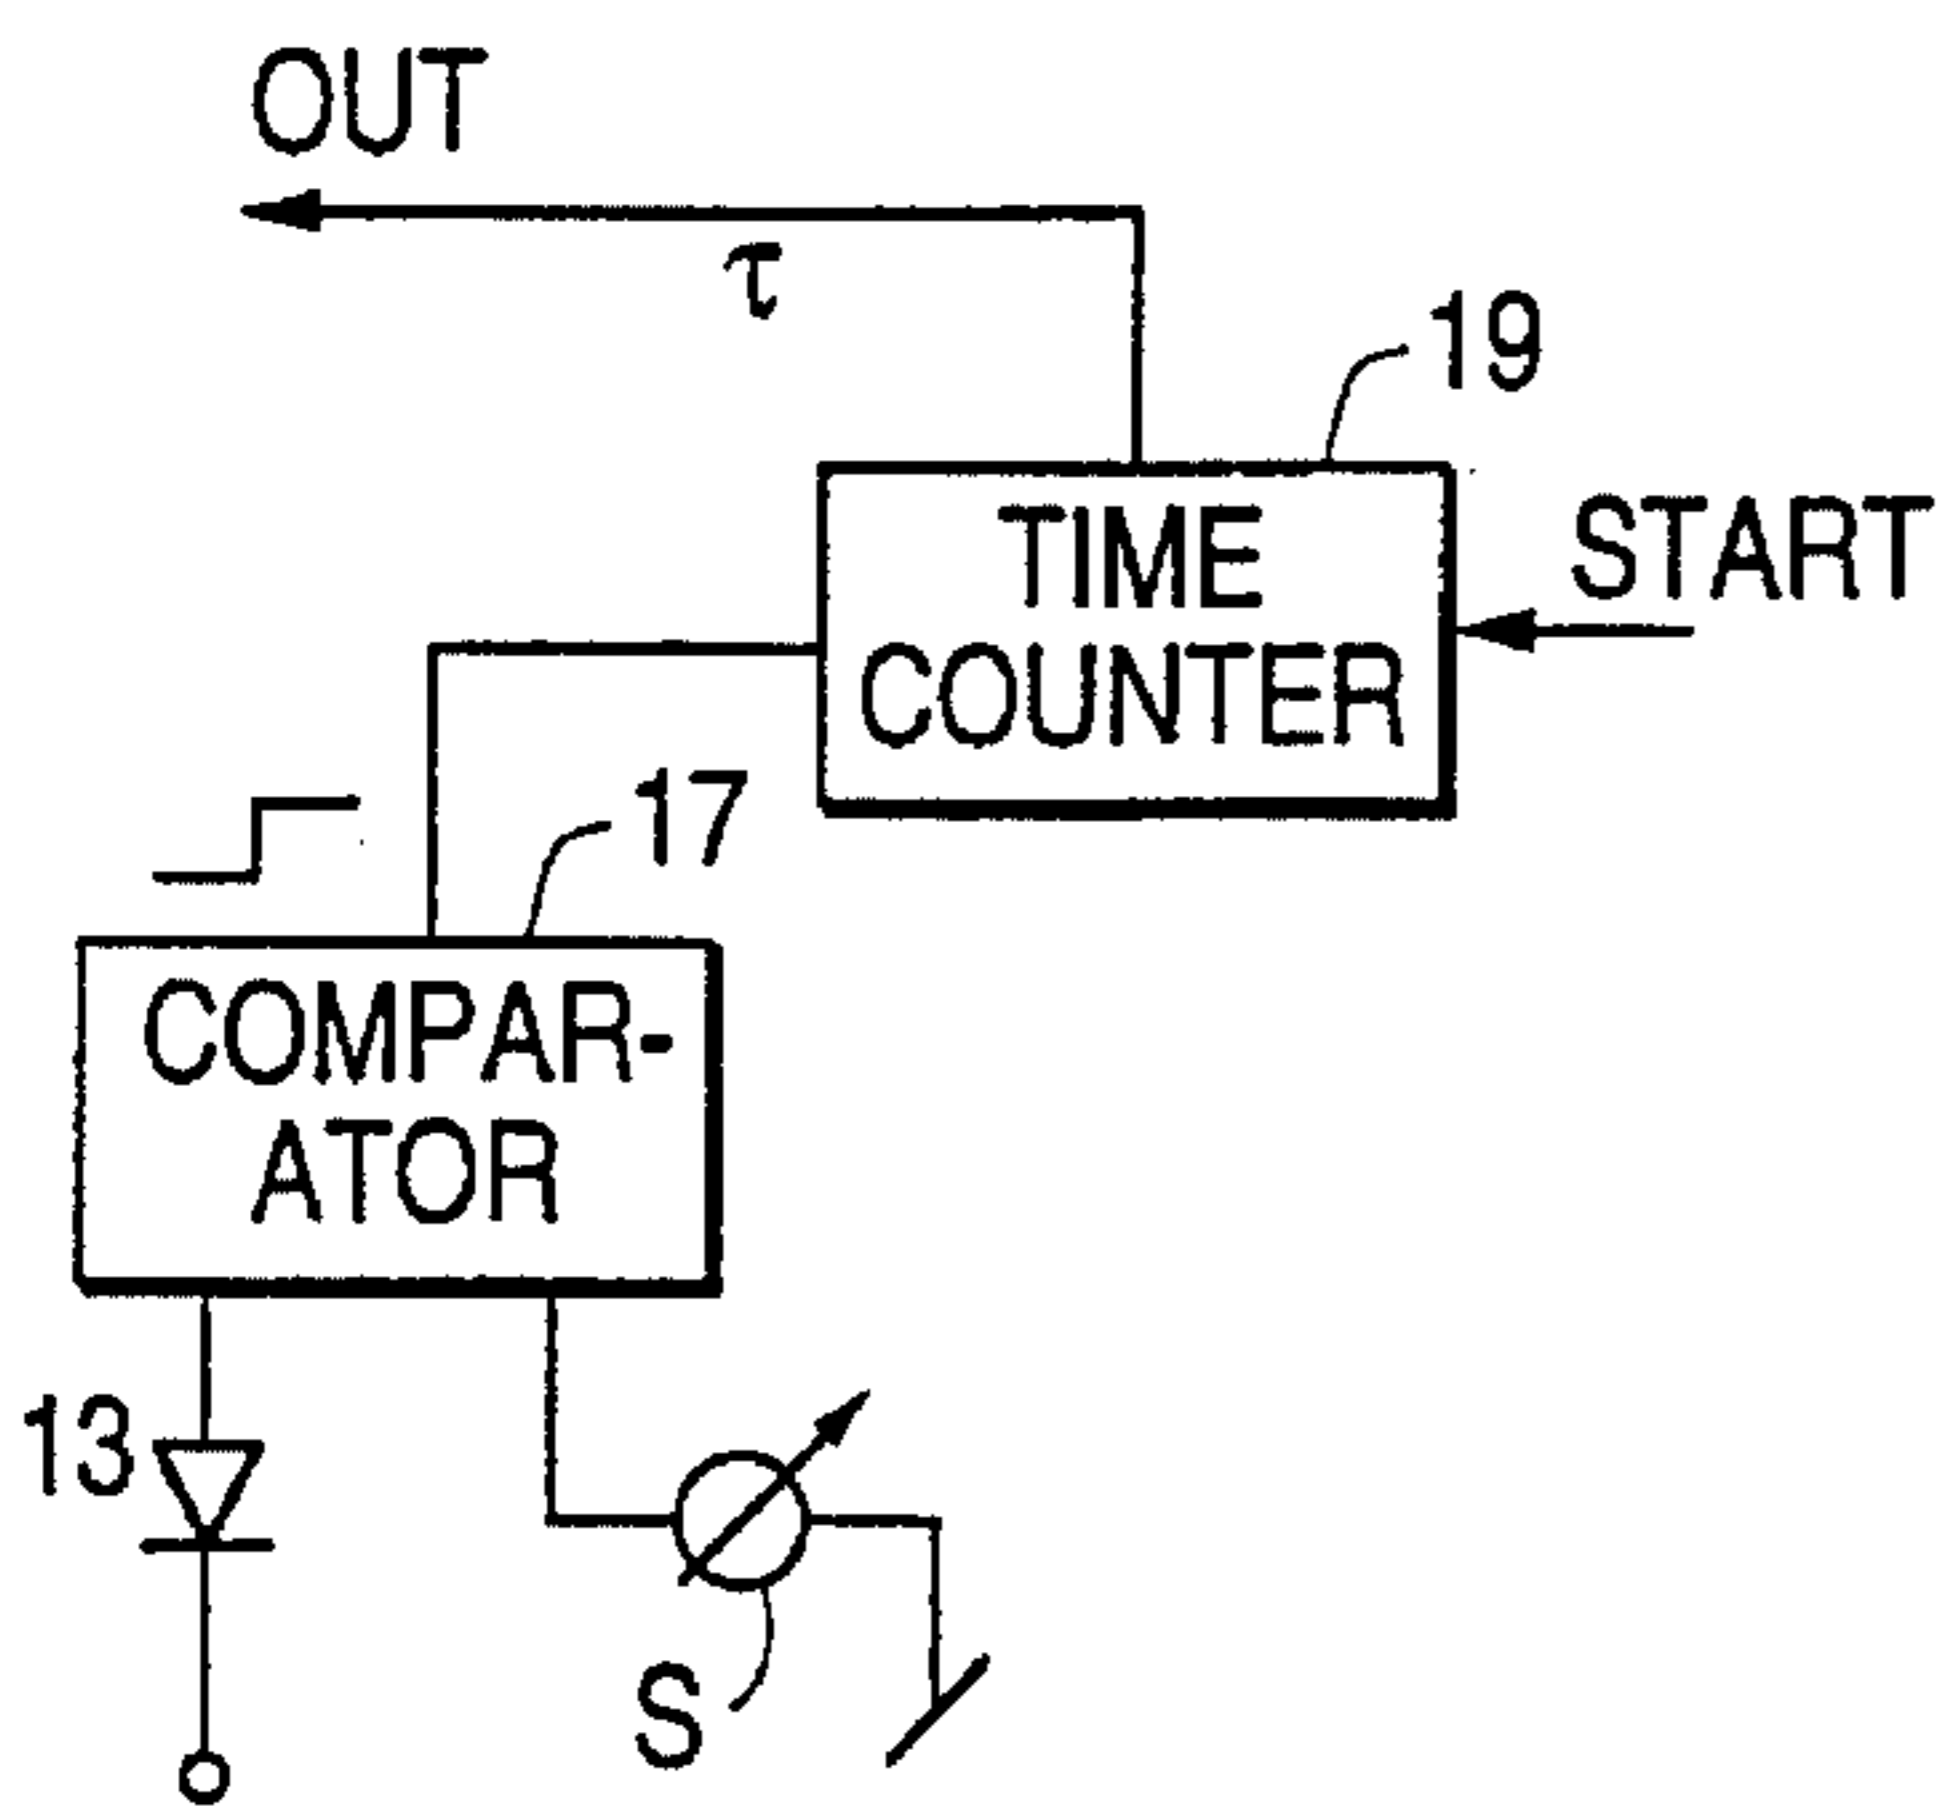 OUT
τ
19
TIME
COUNTER
START
17
COMPAR-
ATOR
13
S